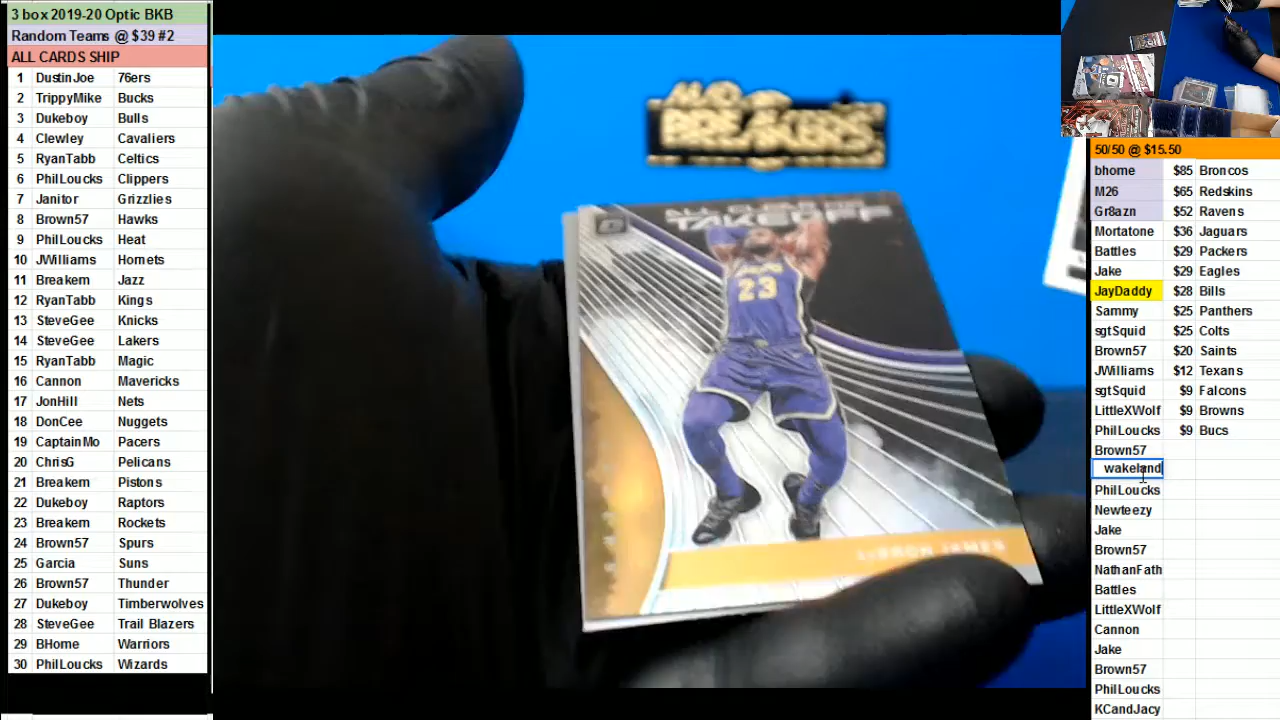 3 box 2019-20 Optic BKB
Random Teams @ $39 #2
ALL CARDS SHIP
1 DustinJoe 76ers
2 TrippyMike Bucks
3 Dukeboy Bulls
4 Clewley Cavaliers
5 RyanTabb Celtics
6 PhilLoucks Clippers
7 Janitor Grizzlies
8 Brown57 Hawks
9 PhilLoucks Heat
10 JWilliams Hornets
11 Breakem Jazz
12 RyanTabb Kings
13 SteveGee Knicks
14 SteveGee Lakers
15 RyanTabb Magic
16 Cannon Mavericks
17 JonHill Nets
18 DonCee Nuggets
19 CaptainMo Pacers
20 ChrisG Pelicans
21 Breakem Pistons
22 Dukeboy Raptors
23 Breakem Rockets
24 Brown57 Spurs
25 Garcia Suns
26 Brown57 Thunder
27 Dukeboy Timberwolves
28 SteveGee Trail Blazers
29 BHome Warriors
30 PhilLoucks Wizards
BREAKERS
TAKEOFF
23
LEBRON JAMES
50/50 @ $15.50
bhome $85 Broncos
M26 $65 Redskins
Gr8azn $52 Ravens
Mortatone $36 Jaguars
Battles $29 Packers
Jake $29 Eagles
JayDaddy $28 Bills
Sammy $25 Panthers
sgtSquid $25 Colts
Brown57 $20 Saints
JWilliams $12 Texans
sgtSquid $9 Falcons
LittleXWolf $9 Browns
PhilLoucks $9 Bucs
Brown57
wakeland
PhilLoucks
Newteezy
Jake
Brown57
NathanFath
Battles
LittleXWolf
Cannon
Jake
Brown57
PhilLoucks
KCandJacy